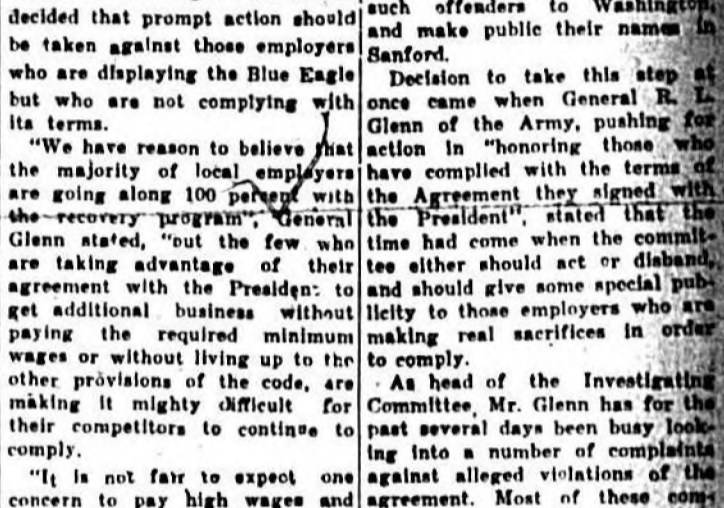 decided that prompt action should
be taken against those employers
who are displaying the Blue Eagle
but who are not complying with
its terms.
"We have reason to believe that
the majority of local employers
are going along 100 percent with
the recovery program", General
Glenn stated, "but the few who
are taking advantage of their
agreement with the President to
get additional business without
paying the required minimum
wages or without living up to the
other provisions of the code, are
making it mighty difficult for
their competitors to continue to
comply.
"It is not fair to expect one
concern to pay high wages and
such offenders to Washington,
and make public their names in
Sanford.
Decision to take this step at
once came when General R. L.
Glenn of the Army, pushing for
action in "honoring those who
have complied with the terms of
the Agreement they signed with
the President", stated that the
time had come when the commit-
tee either should act or disband,
and should give some special pub-
licity to those employers who are
making real sacrifices in order
to comply.
As head of the Investigating
Committee, Mr. Glenn has for the
past several days been busy look-
ing into a number of complaints
against alleged violations of the
agreement. Most of these com-